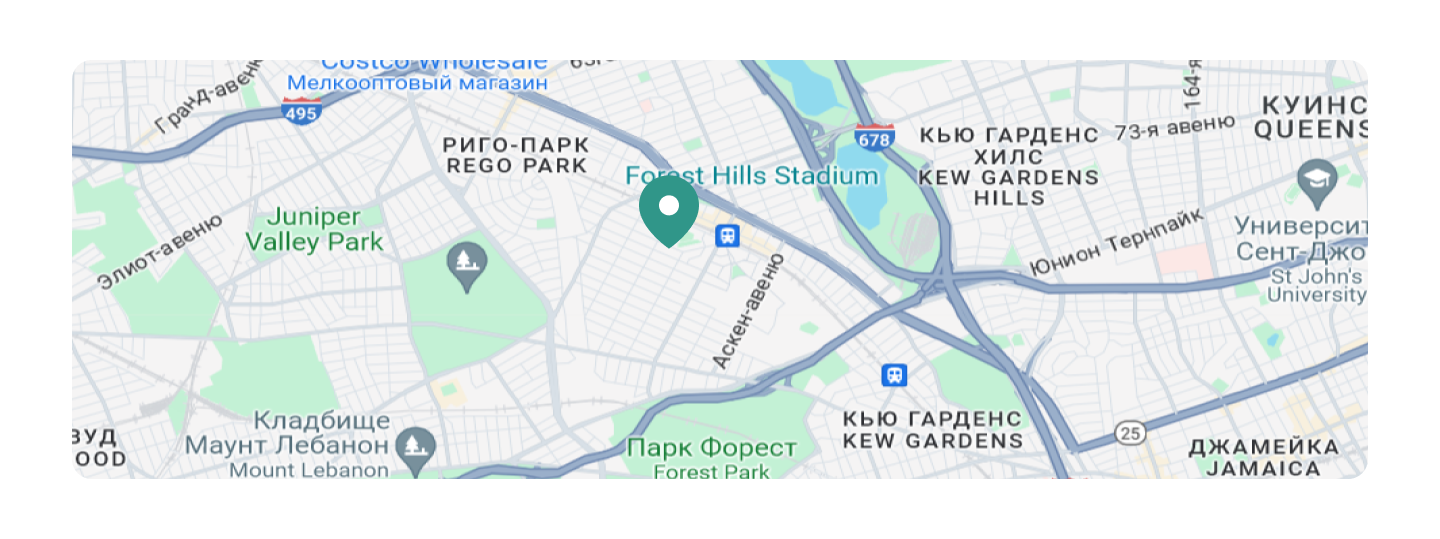 Costco Wholesale
Мелкооптовый магазин
Гранд-авеню
495
РИГО-ПАРК
REGO PARK
678
КЬЮ ГАРДЕНС
ХИЛС
KEW GARDENS
HILLS
73-я авеню
164-я
КУИНС
QUEENS
Forest Hills Stadium
Juniper
Valley Park
Элиот-авеню
Юнион Тернпайк
Университ
Сент-Джо
St John's
University
Аскен-авеню
Кладбище
Маунт Лебанон
Mount Lebanon
ВУД
OOD
Парк Форест
Forest Park
КЬЮ ГАРДЕНС
KEW GARDENS
25
ДЖАМЕЙКА
JAMAICA